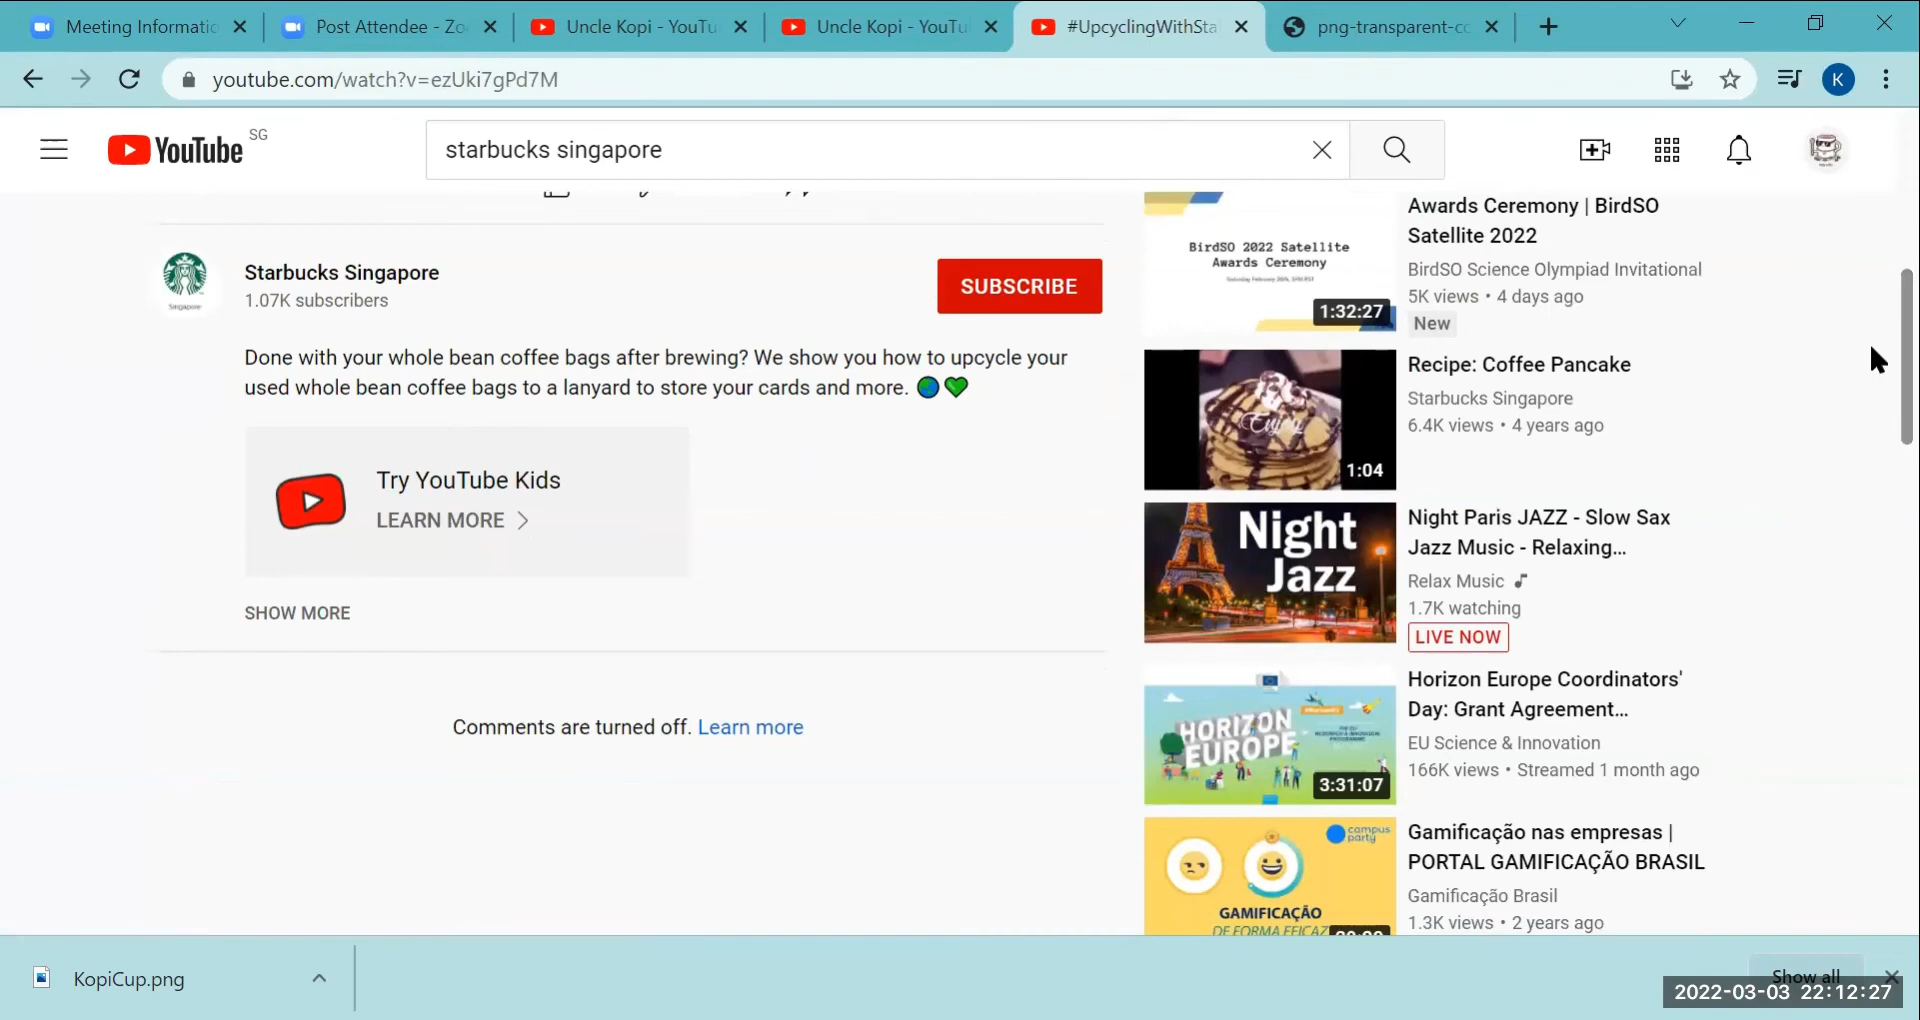 Meeting Informatio
Post Attendee - Zo
Uncle Kopi - YouTu
Uncle Kopi - YouTu
#UpcyclingWithSta
png-transparent-co
youtube.com/watch?v=ezUki7gPd7M
K
YouTube
SG
starbucks singapore
Starbucks Singapore
1.07K subscribers
SUBSCRIBE
Singapore
Done with your whole bean coffee bags after brewing? We show you how to upcycle your
used whole bean coffee bags to a lanyard to store your cards and more. 🌏💚
Try YouTube Kids
LEARN MORE
SHOW MORE
Comments are turned off. Learn more
BirdSO 2022 Satellite
Awards Ceremony
1:32:27
Awards Ceremony | BirdSO
Satellite 2022
BirdSO Science Olympiad Invitational
5K views • 4 days ago
New
Enjoy
1:04
Recipe: Coffee Pancake
Starbucks Singapore
6.4K views • 4 years ago
Night
Jazz
Night Paris JAZZ - Slow Sax
Jazz Music - Relaxing...
Relax Music
1.7K watching
LIVE NOW
HORIZON
EUROPE
3:31:07
Horizon Europe Coordinators'
Day: Grant Agreement...
EU Science & Innovation
166K views • Streamed 1 month ago
campus
party
GAMIFICAÇÃO
DE FORMA EFICAZ
Gamificação nas empresas |
PORTAL GAMIFICAÇÃO BRASIL
Gamificação Brasil
1.3K views • 2 years ago
KopiCup.png
Show all
2022-03-03 22:12:27